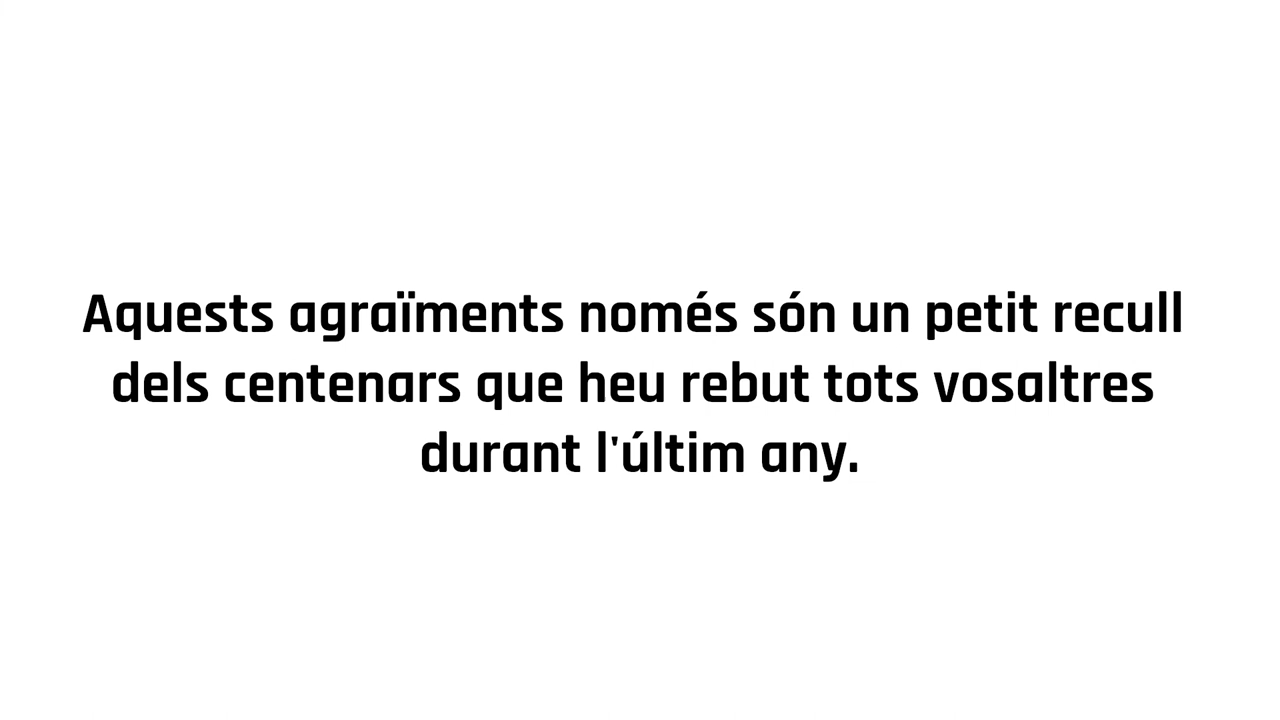 Aquests agraïments només són un petit recull
dels centenars que heu rebut tots vosaltres
durant l'últim any.